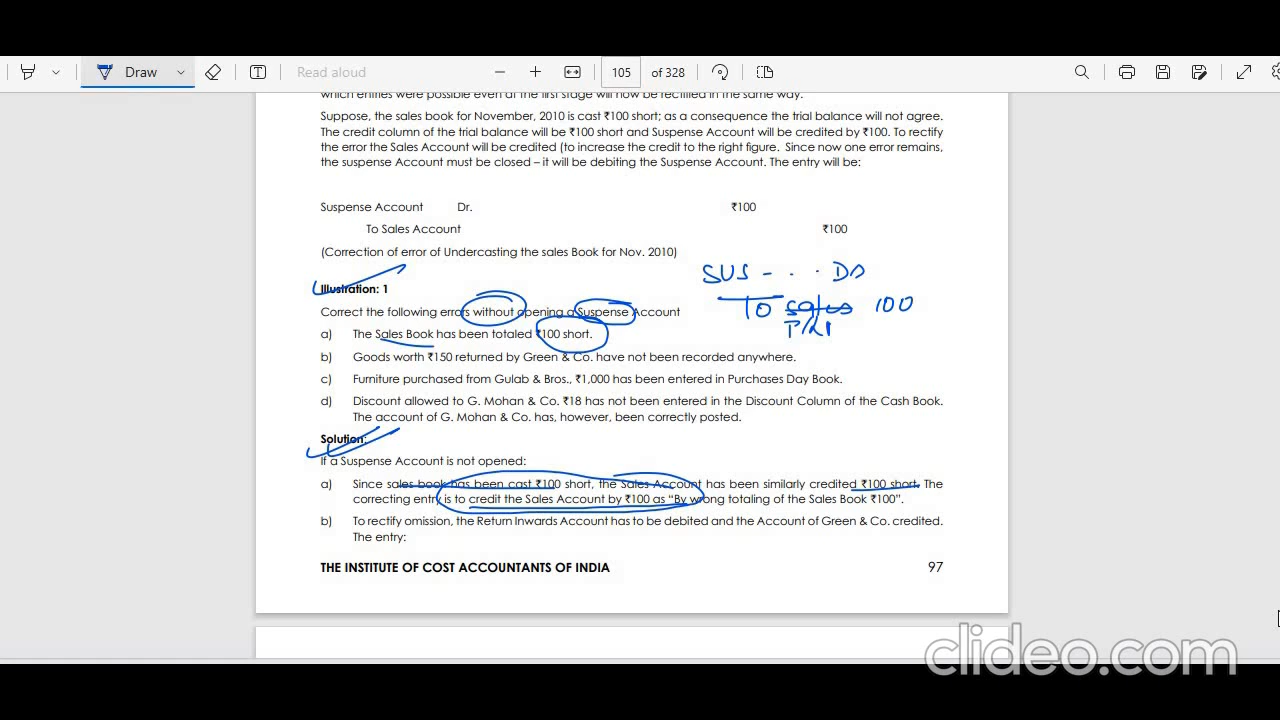 Draw
Read aloud
105 of 328
which entries were possible even at the first stage will now be rectified in the same way.
Suppose, the sales book for November, 2010 is cast ₹100 short; as a consequence the trial balance will not agree.
The credit column of the trial balance will be ₹100 short and Suspense Account will be credited by ₹100. To rectify
the error the Sales Account will be credited (to increase the credit to the right figure. Since now one error remains,
the suspense Account must be closed – it will be debiting the Suspense Account. The entry will be:
Suspense Account Dr. ₹100
To Sales Account ₹100
(Correction of error of Undercasting the sales Book for Nov. 2010)
SUS - . . . Dr
Illustration: 1
To sales 100
Correct the following errors without opening a Suspense Account
a) The Sales Book has been totaled ₹100 short.
b) Goods worth ₹150 returned by Green & Co. have not been recorded anywhere.
c) Furniture purchased from Gulab & Bros., ₹1,000 has been entered in Purchases Day Book.
d) Discount allowed to G. Mohan & Co. ₹18 has not been entered in the Discount Column of the Cash Book.
The account of G. Mohan & Co. has, however, been correctly posted.
Solution:
If a Suspense Account is not opened:
a) Since sales book has been cast ₹100 short, the Sales Account has been similarly credited ₹100 short. The
correcting entry is to credit the Sales Account by ₹100 as “By wrong totaling of the Sales Book ₹100”.
b) To rectify omission, the Return Inwards Account has to be debited and the Account of Green & Co. credited.
The entry:
THE INSTITUTE OF COST ACCOUNTANTS OF INDIA 97
clideo.com